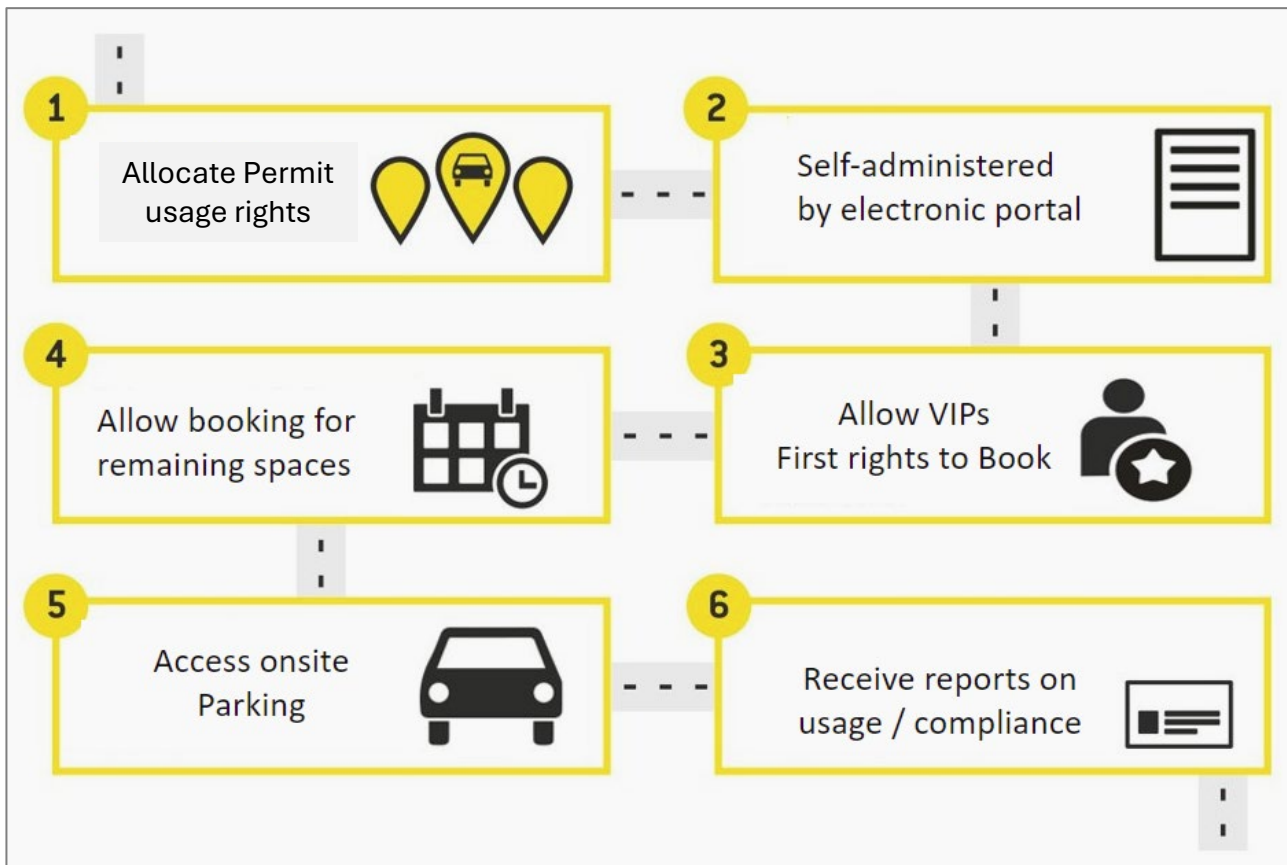 1
Allocate Permit
usage rights
2
Self-administered
by electronic portal
3
Allow VIPs
First rights to Book
4
Allow booking for
remaining spaces
5
Access onsite
Parking
6
Receive reports on
usage / compliance